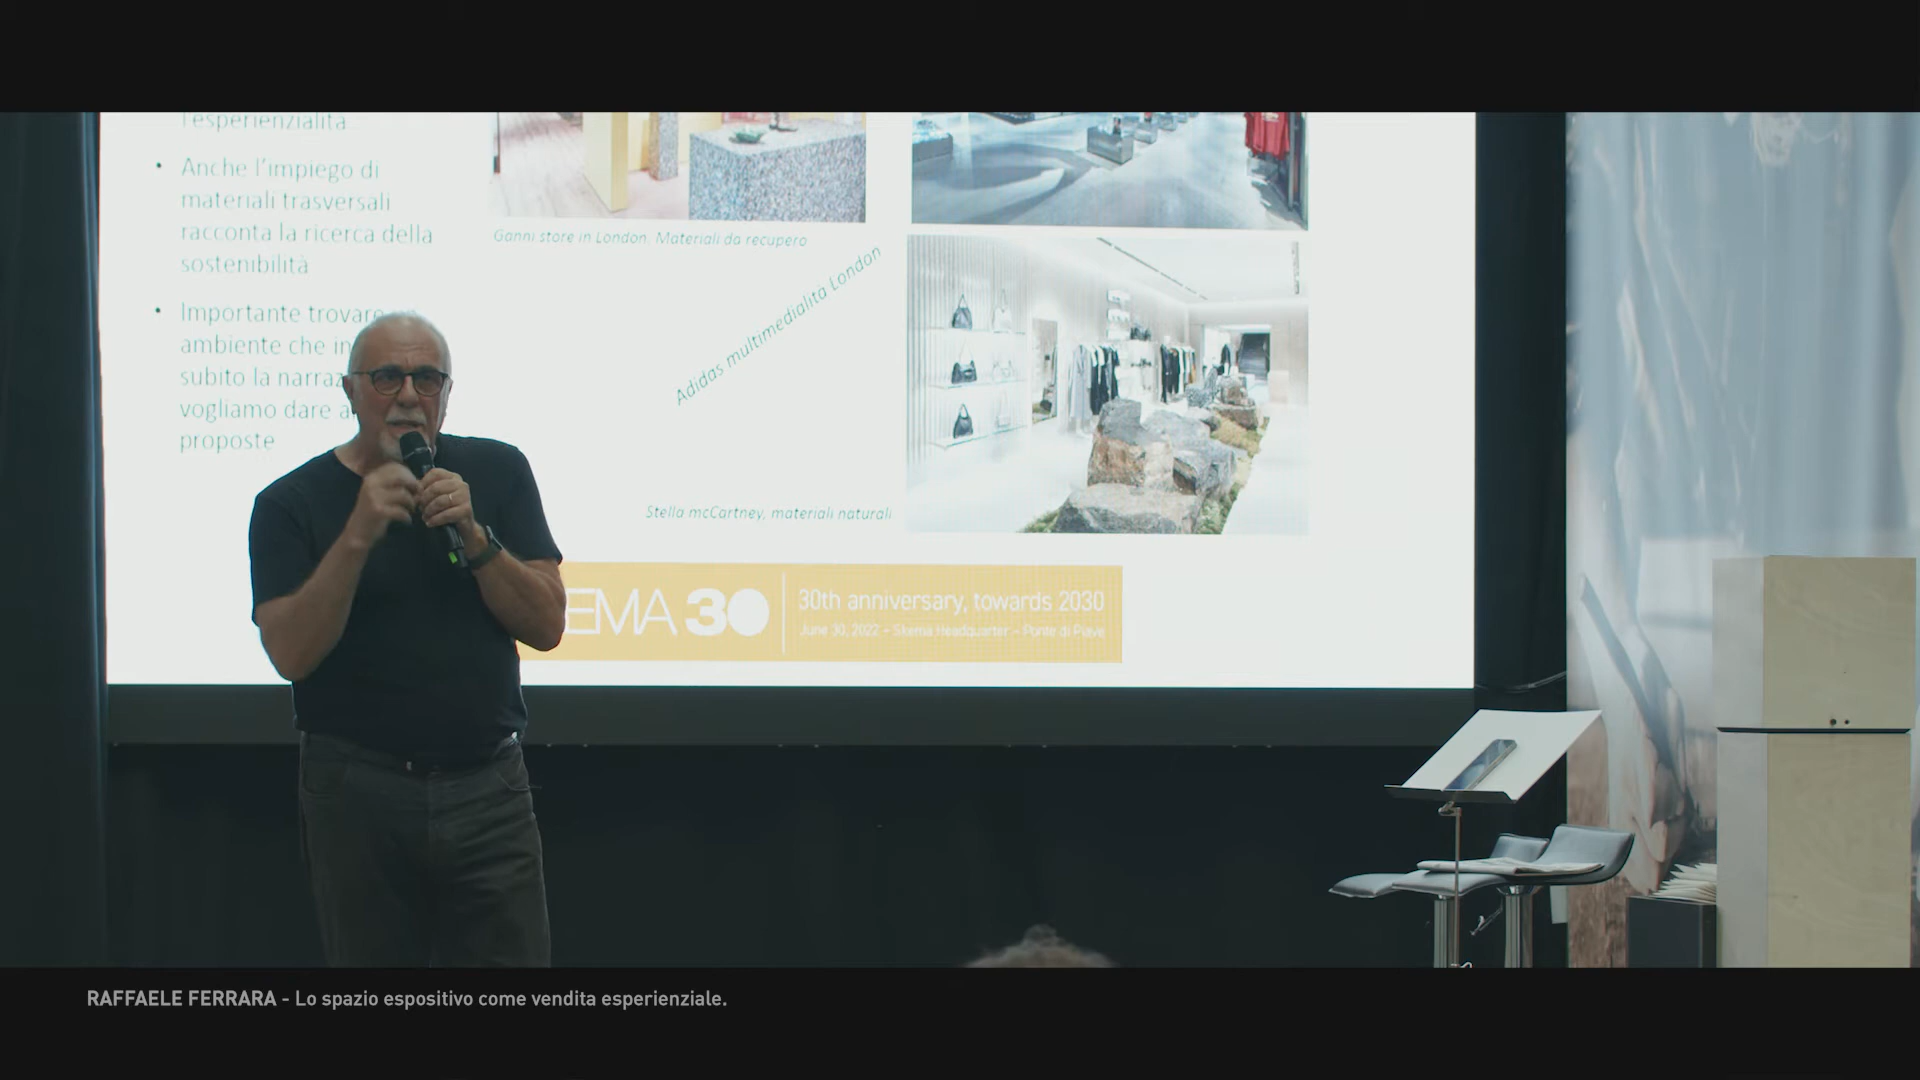 l'esperienzialità
• Anche l'impiego di
materiali trasversali
racconta la ricerca della
sostenibilità
• Importante trovare
ambiente che in
subito la narraz
vogliamo dare a
proposte
Ganni store in London. Materiali da recupero
Adidas multimedialità London
Stella mcCartney, materiali naturali
EMA 30
30th anniversary, towards 2030
June 30, 2022 – Skema Headquarter – Ponte di Piave
RAFFAELE FERRARA - Lo spazio espositivo come vendita esperienziale.